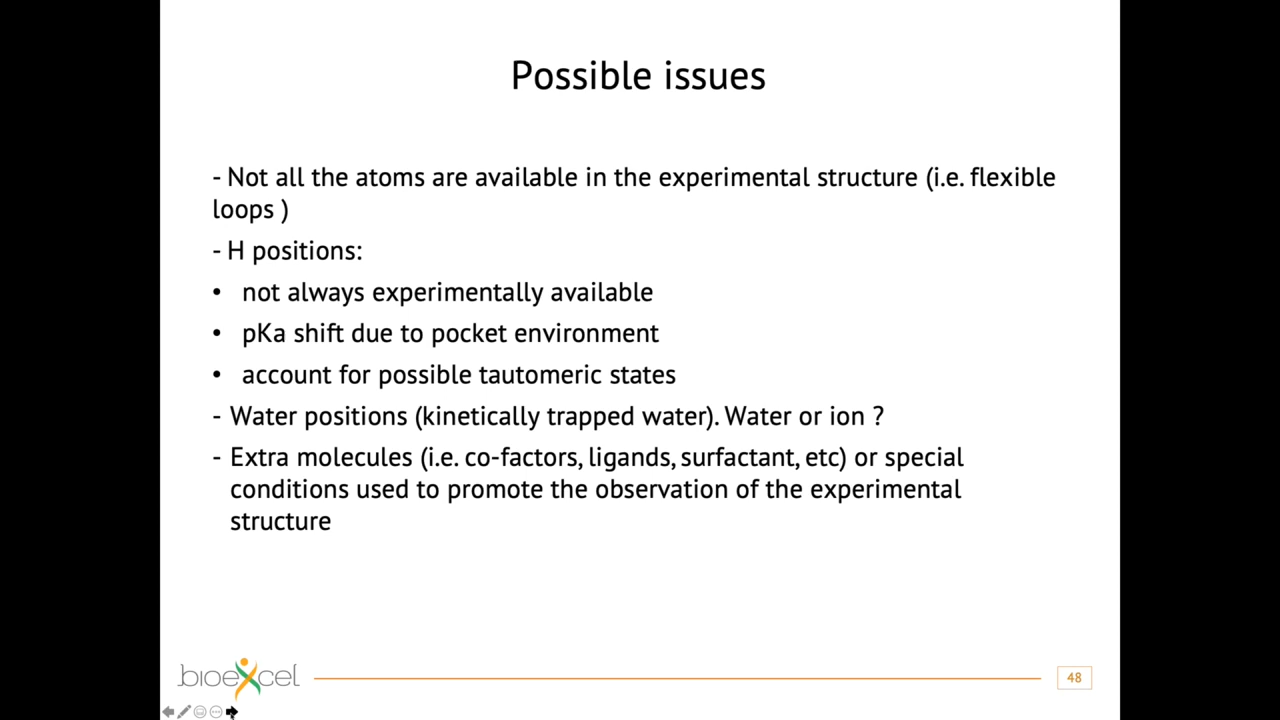 Possible issues
- Not all the atoms are available in the experimental structure (i.e. flexible
loops )
- H positions:
• not always experimentally available
• pKa shift due to pocket environment
• account for possible tautomeric states
- Water positions (kinetically trapped water). Water or ion ?
- Extra molecules (i.e. co-factors, ligands, surfactant, etc) or special
conditions used to promote the observation of the experimental
structure
bioexcel
48